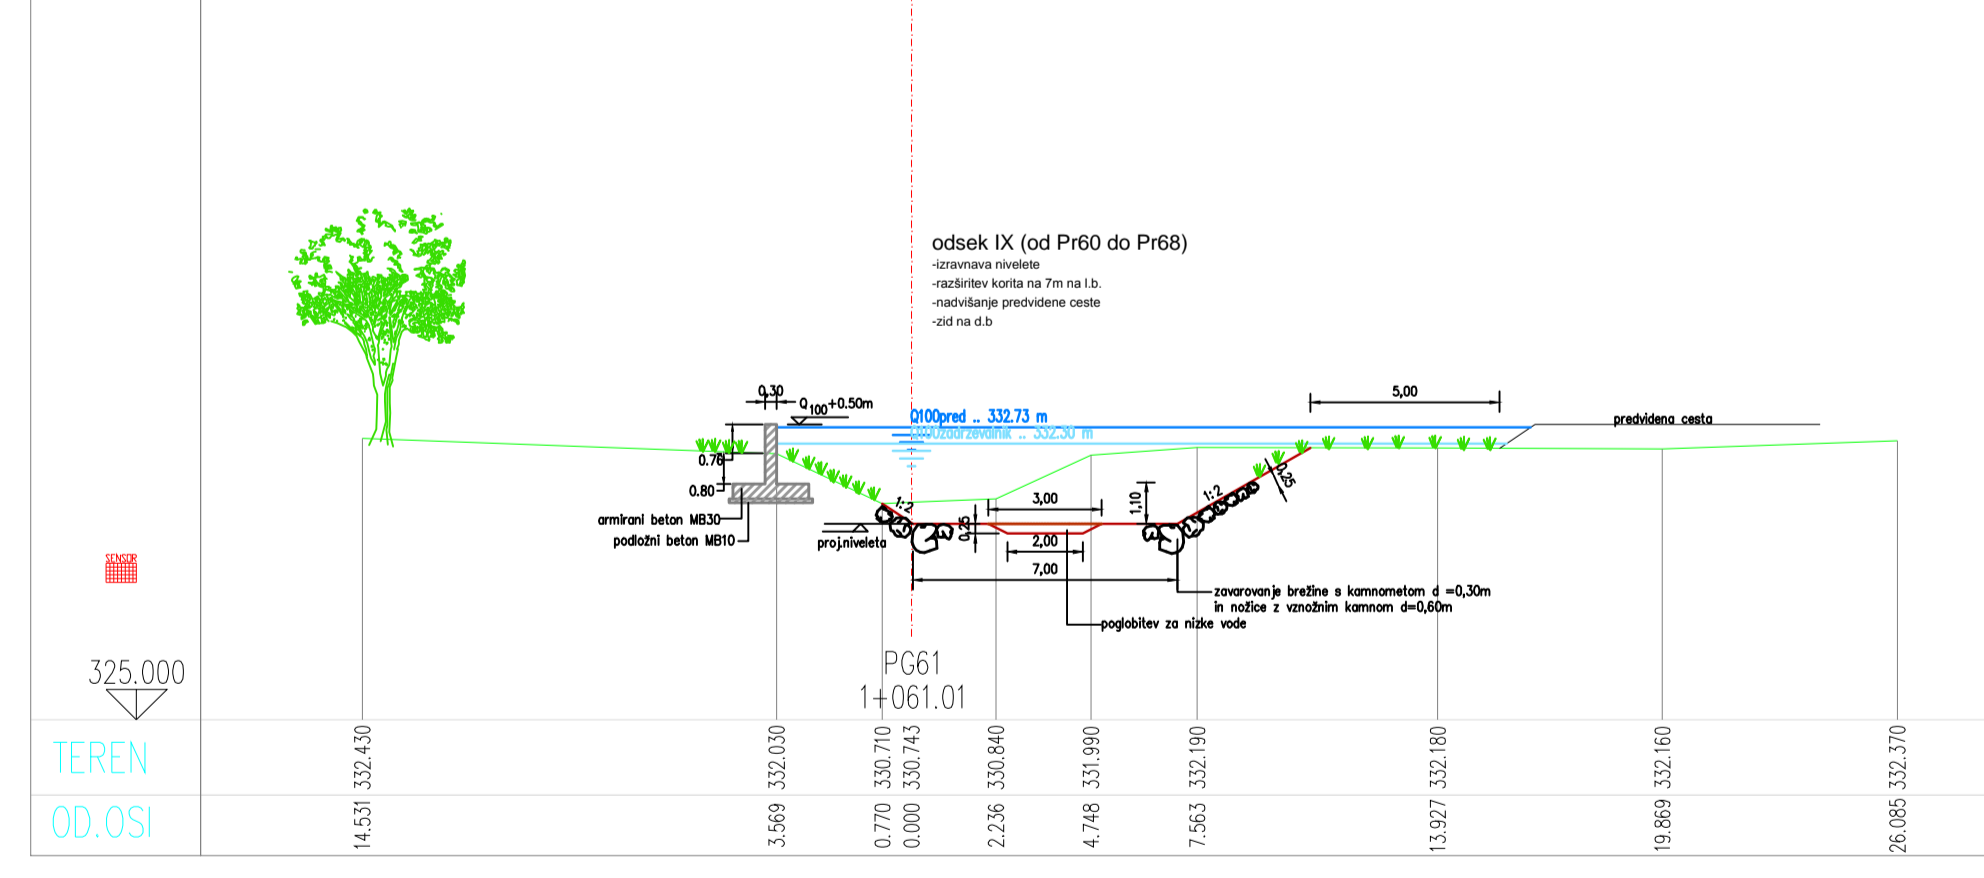 odsek IX (od Pr60 do Pr68)
-izravnava nivelete
-razširitev korita na 7m na l.b.
-nadvišanje predvidene ceste
-zid na d.b
0,30
Q100+0.50m
Q100pred .. 332.73 m
Q100zadrževalnik .. 332.50 m
5,00
predvidena cesta
0.76
0.80
1:2
3,00
1,10
1:2
0,25
armirani beton MB30
podložni beton MB10
proj.niveleta
0,25
2,00
7,00
zavarovanje brežine s kamnometom d =0,30m
in nožice z vznožnim kamnom d=0,60m
poglobitev za nizke vode
SENSOR
325.000
PG61
1+061.01
TEREN
332.430
332.030
330.710
330.743
330.840
331.990
332.190
332.180
332.160
332.370
OD.OSI
14.531
3.569
0.770
0.000
2.236
4.748
7.563
13.927
19.869
26.085